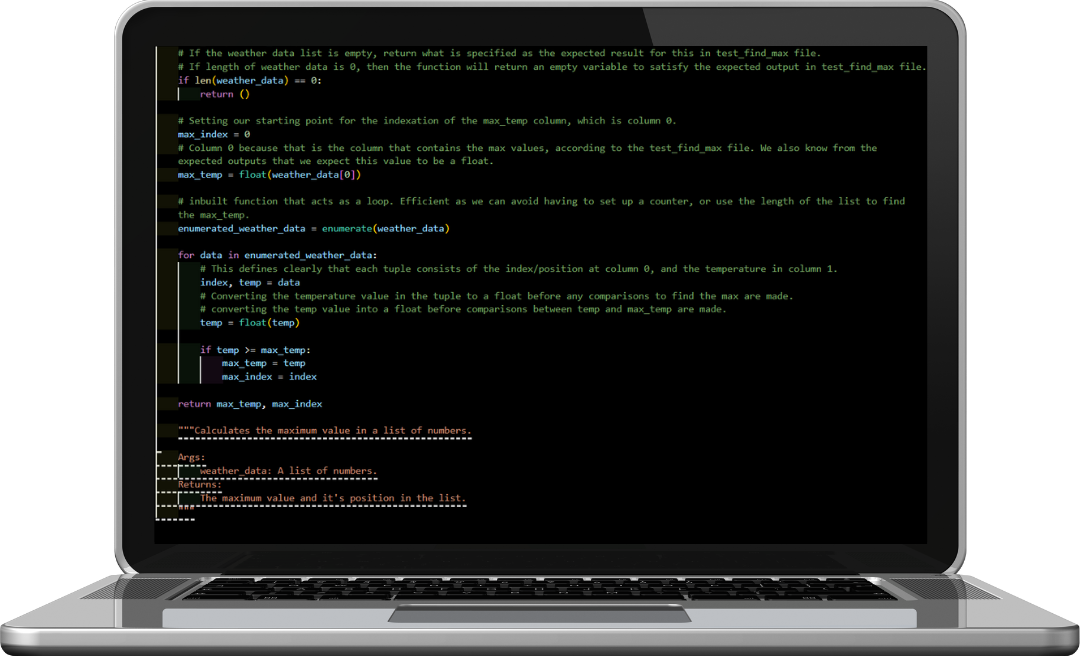 # If the weather data list is empty, return what is specified as the expected result for this in test_find_max file.
# If length of weather data is 0, then the function will return an empty variable to satisfy the expected output in test_find_max file.
if len(weather_data) == 0:
return ()
# Setting our starting point for the indexation of the max_temp column, which is column 0.
max_index = 0
# Column 0 because that is the column that contains the max values, according to the test_find_max file. We also know from the
expected outputs that we expect this value to be a float.
max_temp = float(weather_data[0])
# inbuilt function that acts as a loop. Efficient as we can avoid having to set up a counter, or use the length of the list to find
the max_temp.
enumerated_weather_data = enumerate(weather_data)
for data in enumerated_weather_data:
# This defines clearly that each tuple consists of the index/position at column 0, and the temperature in column 1.
index, temp = data
# Converting the temperature value in the tuple to a float before any comparisons to find the max are made.
# converting the temp value into a float before comparisons between temp and max_temp are made.
temp = float(temp)
if temp >= max_temp:
max_temp = temp
max_index = index
return max_temp, max_index
"""Calculates the maximum value in a list of numbers.
Args:
weather_data: A list of numbers.
Returns:
The maximum value and it's position in the list.
"""